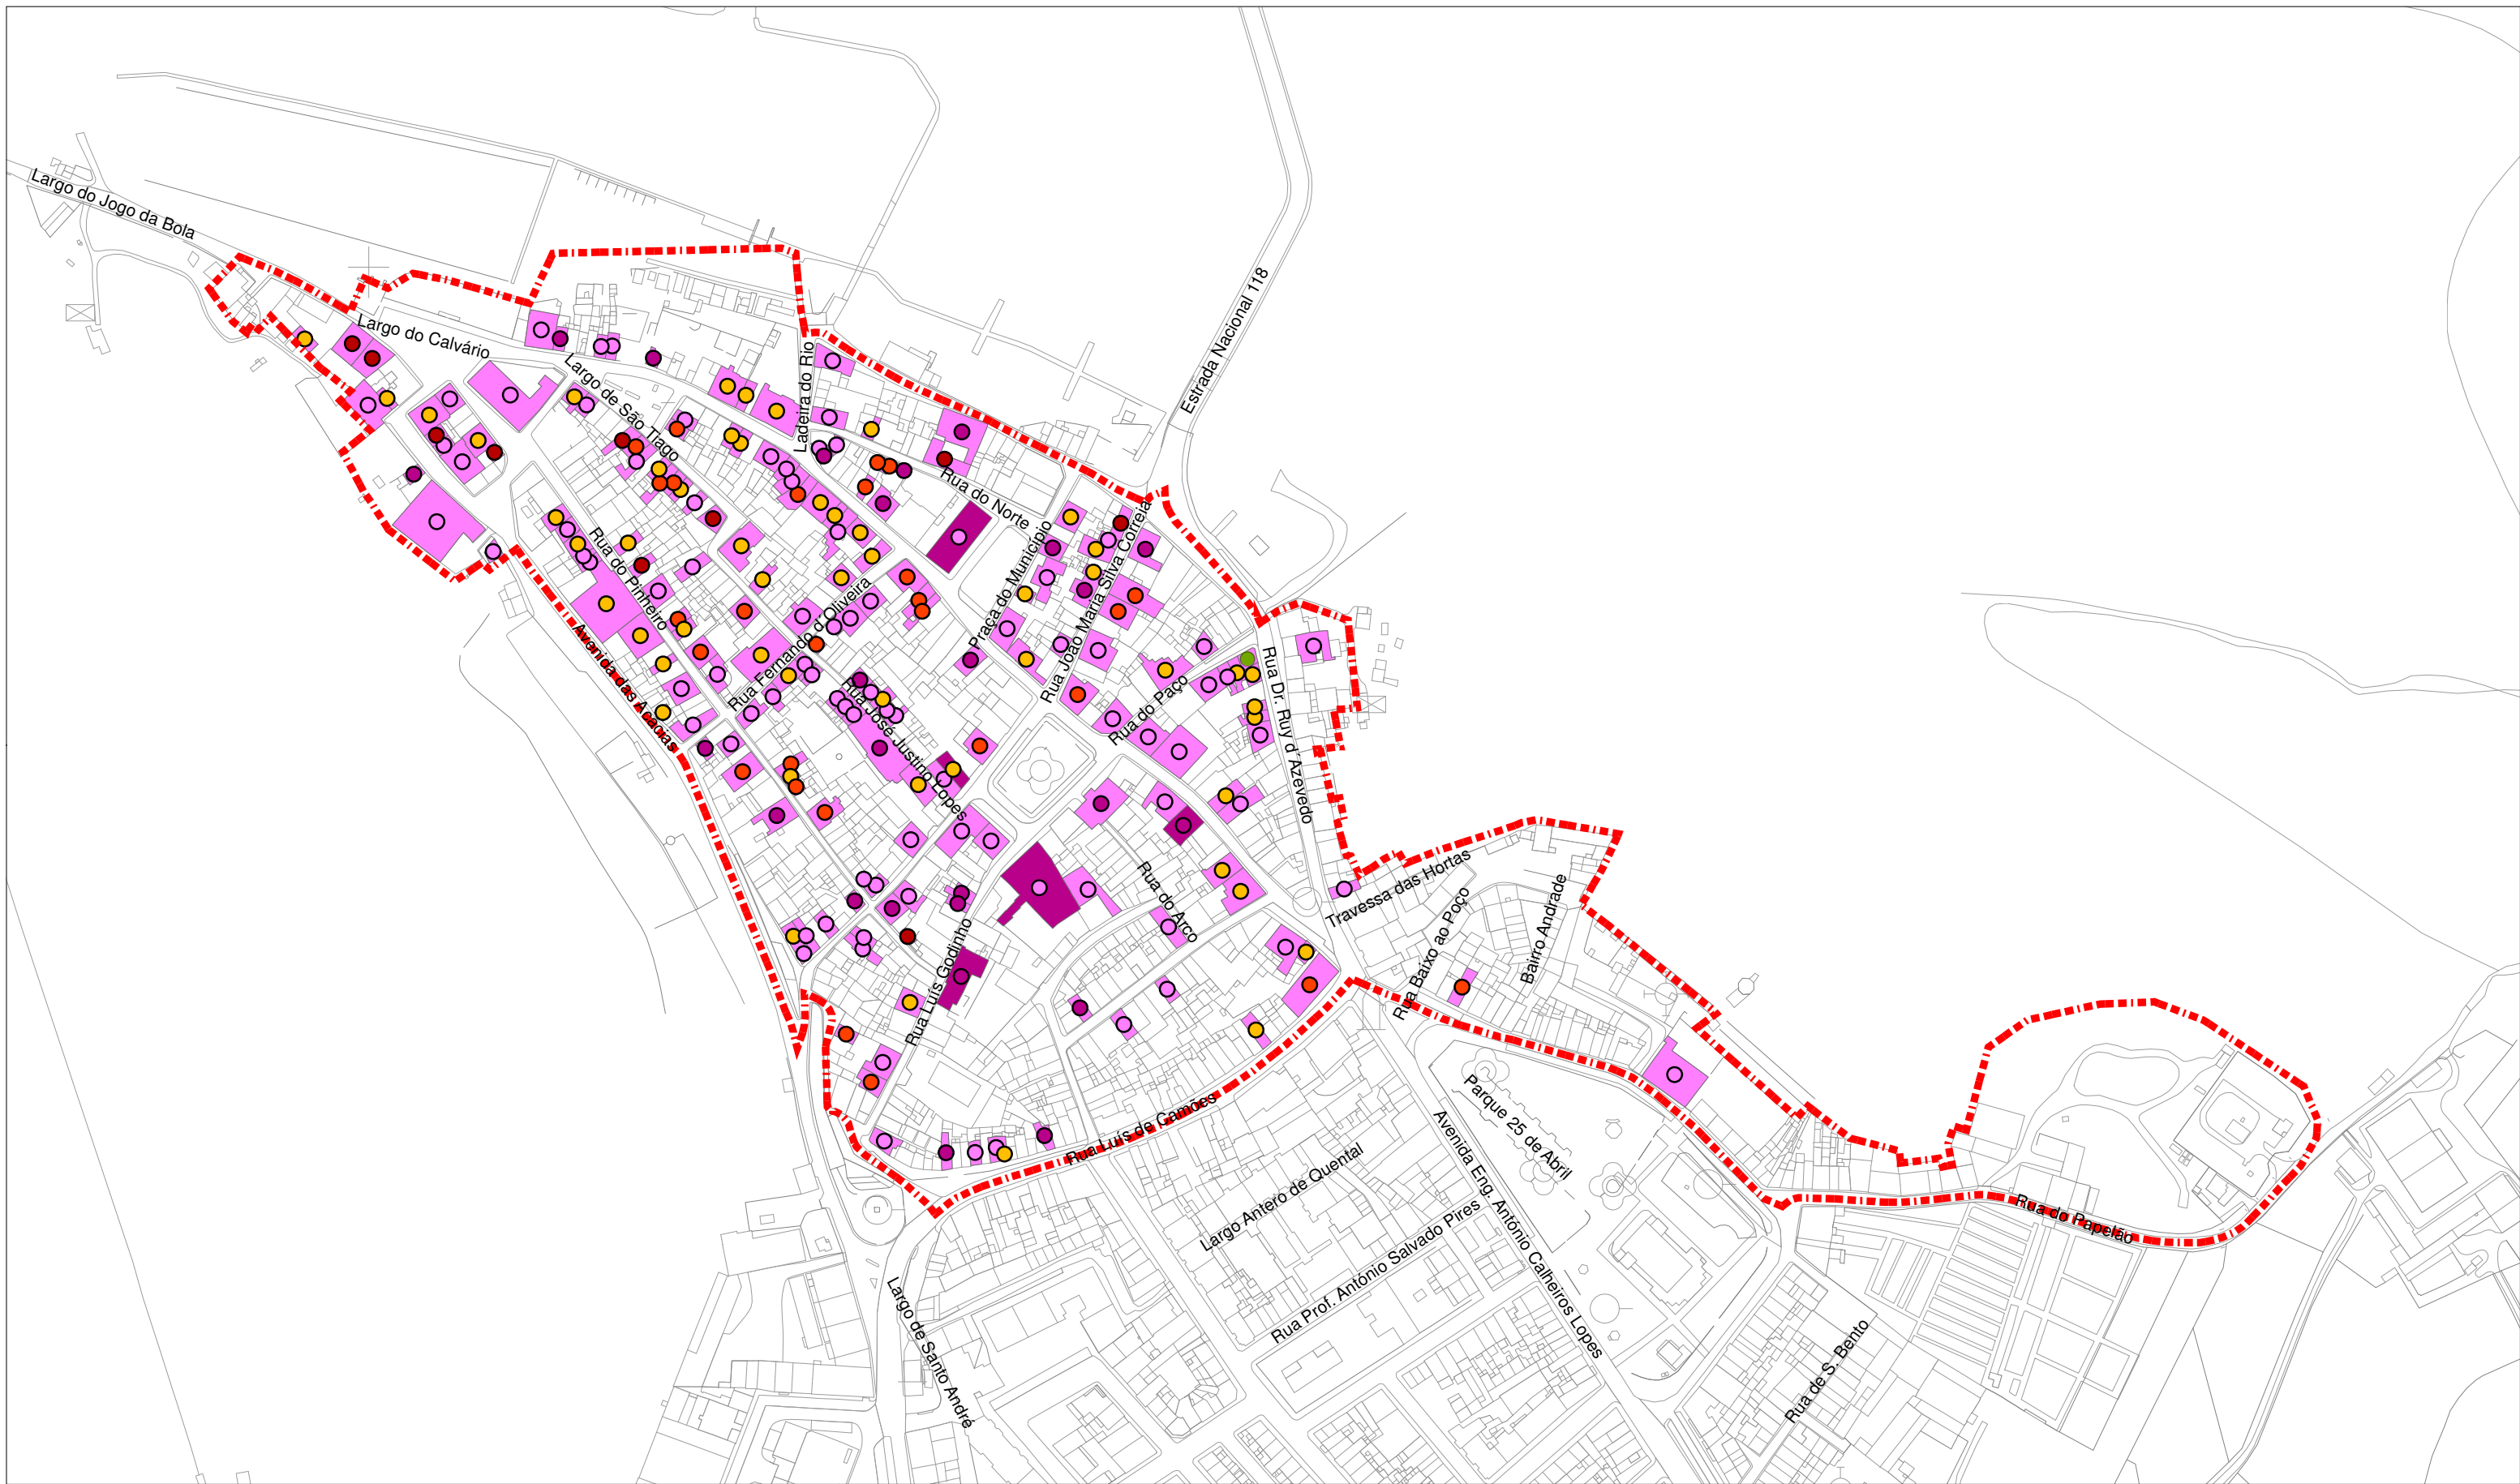 Largo do Jogo da Bola
Largo do Calvário
Largo de São Tiago
Ladeira do Rio
Estrada Nacional 118
Rua do Norte
Praça do Município
Rua João Maria Silva Correia
Rua do Pinheiro
Rua Fernando d´Oliveira
Avenida das Acacias
Rua José Justino Lopes
Rua do Paço
Rua Dr. Ruy d´Azevedo
Rua do Arco
Travessa das Hortas
Rua Baixo ao Poço
Bairro Andrade
Rua Luís Godinho
Rua Luís de Camões
Parque 25 de Abril
Largo Antero de Quental
Avenida Eng. António Calheiros Lopes
Rua Prof. António Salvado Pires
Rua do Papelão
Largo de Santo André
Rua de S. Bento